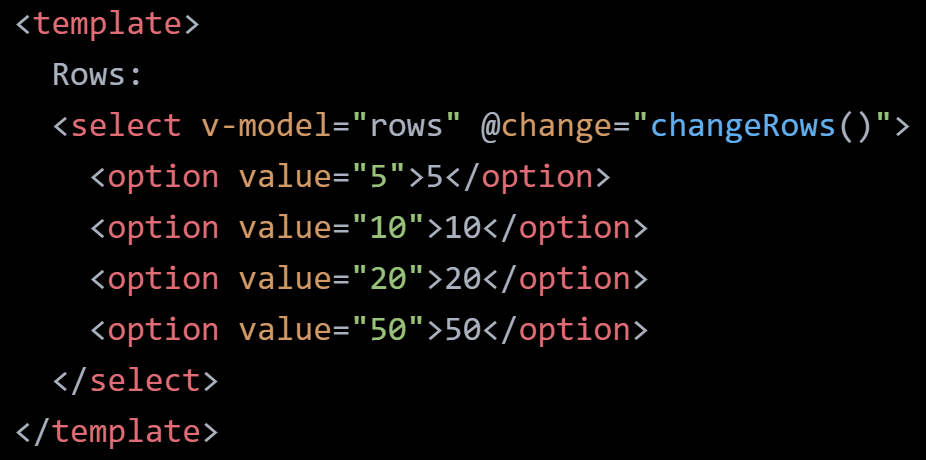 <template>
  Rows:
  <select v-model="rows" @change="changeRows()">
    <option value="5">5</option>
    <option value="10">10</option>
    <option value="20">20</option>
    <option value="50">50</option>
  </select>
</template>